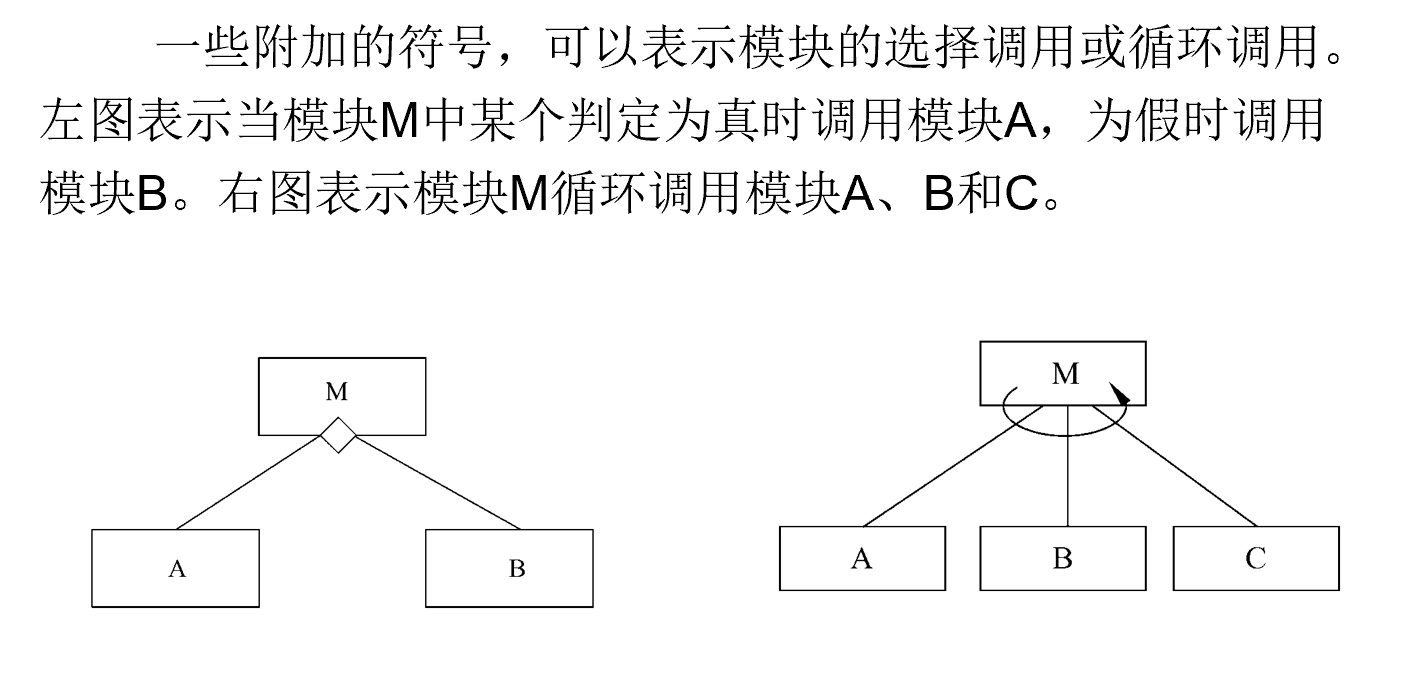 一些附加的符号，可以表示模块的选择调用或循环调用。
左图表示当模块M中某个判定为真时调用模块A，为假时调用
模块B。右图表示模块M循环调用模块A、B和C。
M
A
B
M
A
B
C